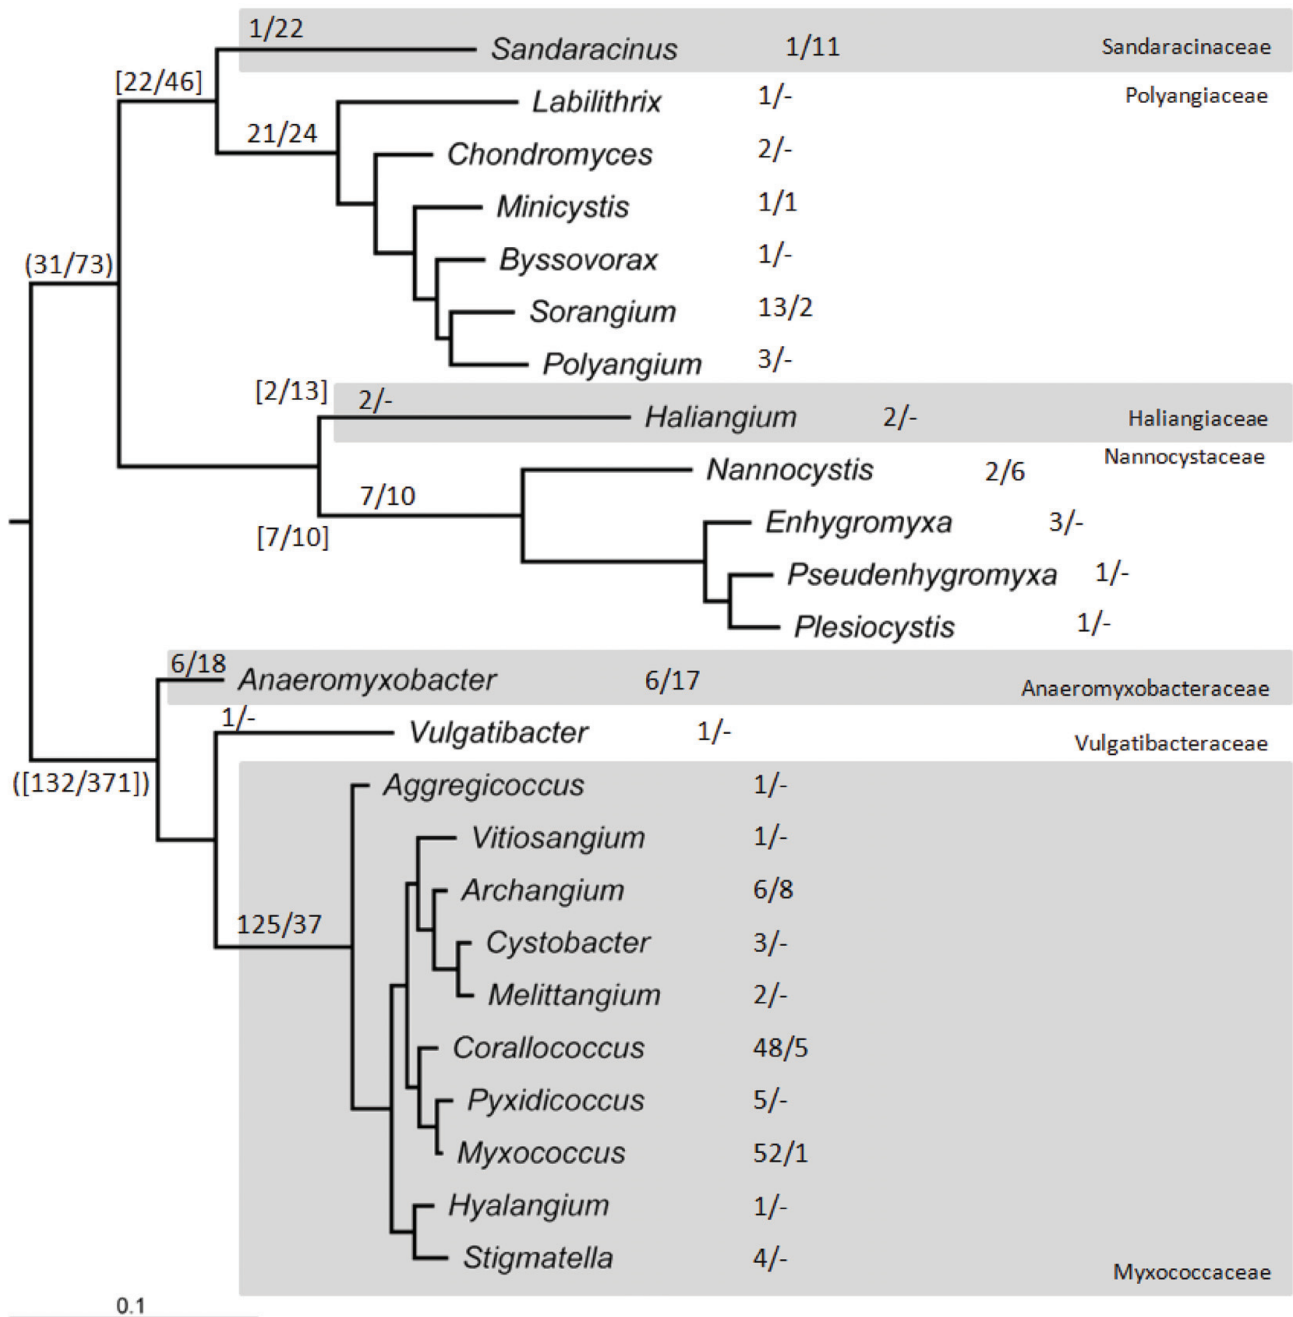 1/22
Sandaracinus 1/11 Sandaracinaceae
[22/46]
Labilithrix 1/- Polyangiaceae
21/24
Chondromyces 2/-
Minicystis 1/1
(31/73)
Byssovorax 1/-
Sorangium 13/2
Polyangium 3/-
[2/13]
2/-
Haliangium 2/- Haliangiaceae
Nannocystaceae
Nannocystis 2/6
7/10
Enhygromyxa 3/-
[7/10]
Pseudenhygromyxa 1/-
Plesiocystis 1/-
6/18
Anaeromyxobacter 6/17 Anaeromyxobacteraceae
1/-
Vulgatibacter 1/- Vulgatibacteraceae
([132/371])
Aggregicoccus 1/-
Vitiosangium 1/-
Archangium 6/8
125/37
Cystobacter 3/-
Melittangium 2/-
Corallococcus 48/5
Pyxidicoccus 5/-
Myxococcus 52/1
Hyalangium 1/-
Stigmatella 4/-
Myxococcaceae
0.1